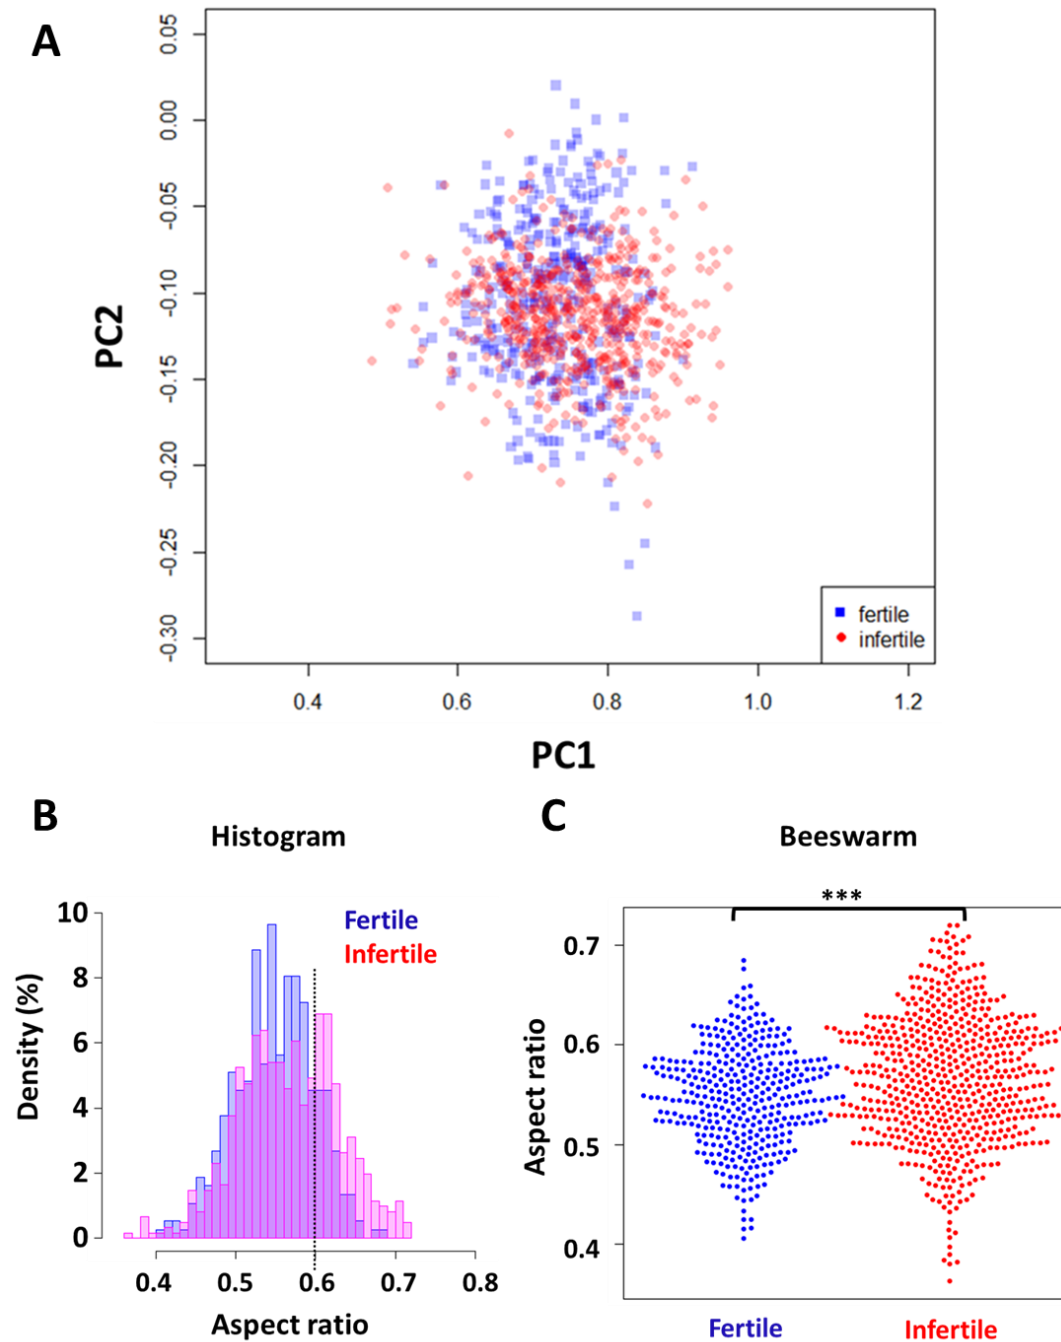 A
0.05
0.00
-0.05
-0.10
-0.15
-0.20
-0.25
-0.30
PC2
fertile
infertile
0.4 0.6 0.8 1.0 1.2
PC1
B
Histogram
Fertile
Infertile
10
8
6
4
2
0
Density (%)
0.4 0.5 0.6 0.7 0.8
Aspect ratio
C
Beeswarm
***
0.7
0.6
0.5
0.4
Aspect ratio
Fertile Infertile